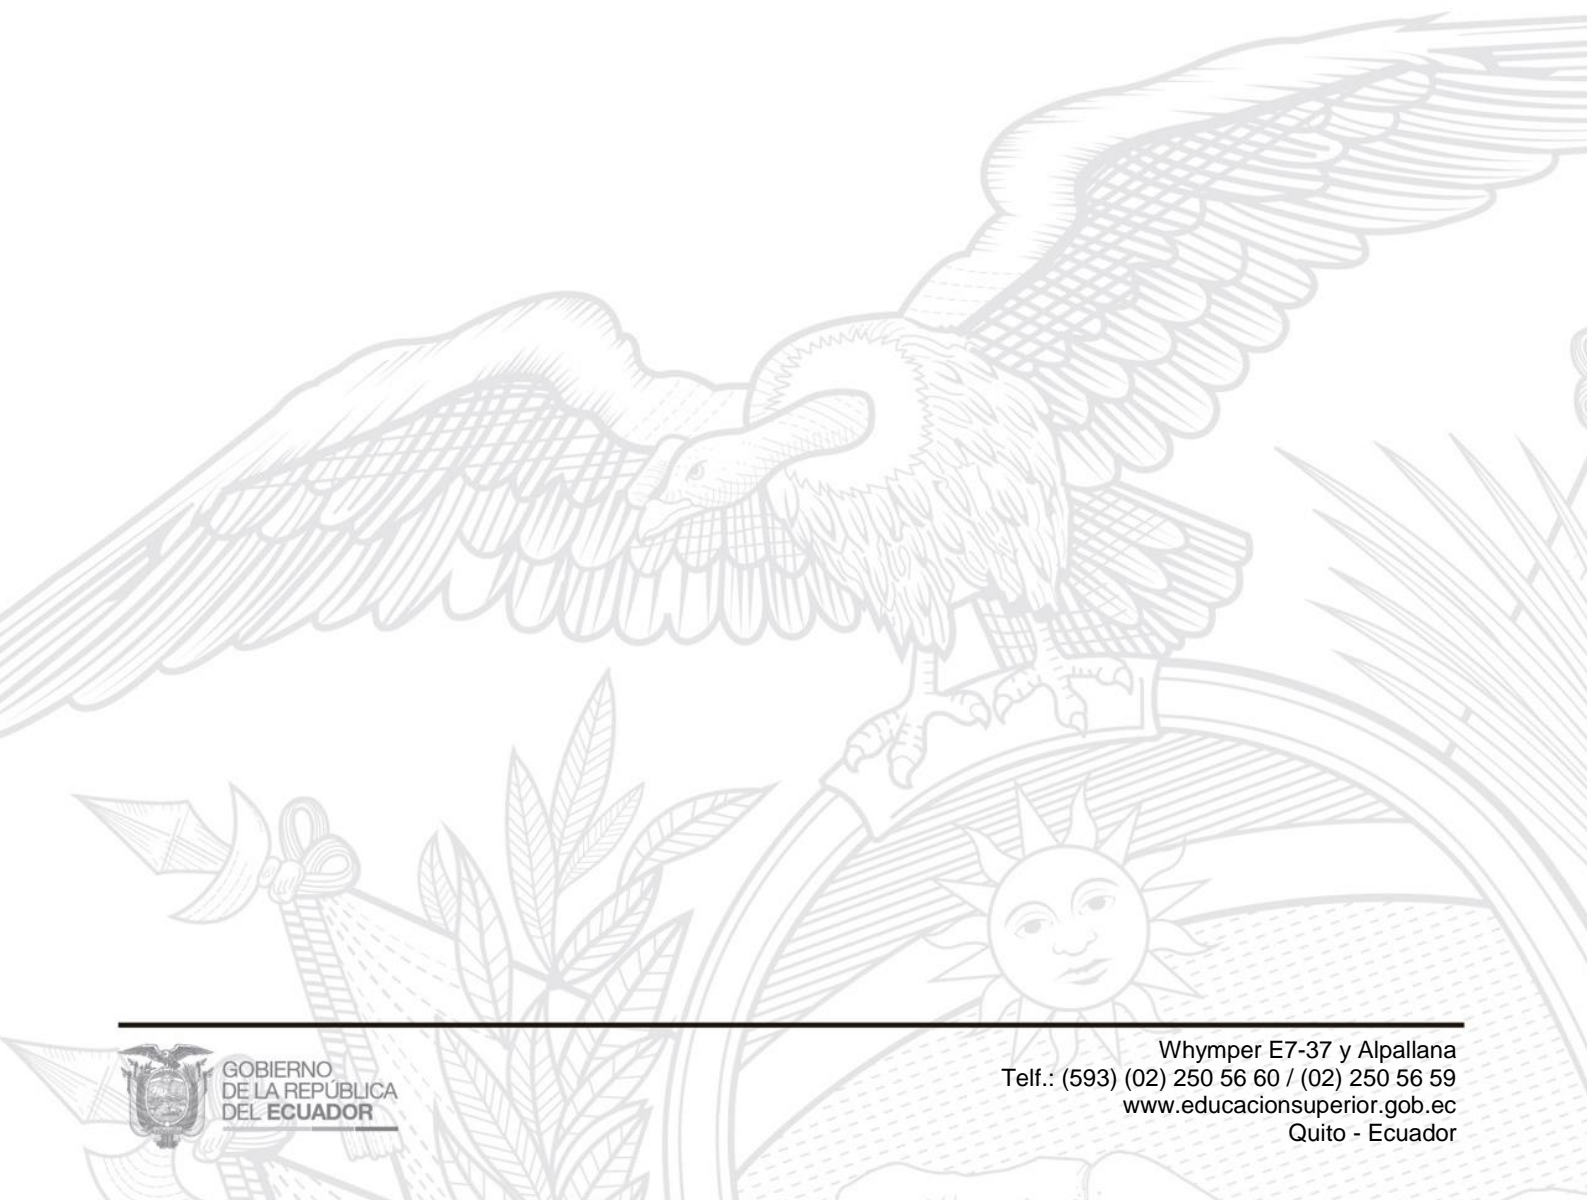 GOBIERNO
DE LA REPÚBLICA
DEL ECUADOR
Whymper E7-37 y Alpallana
Telf.: (593) (02) 250 56 60 / (02) 250 56 59
www.educacionsuperior.gob.ec
Quito - Ecuador